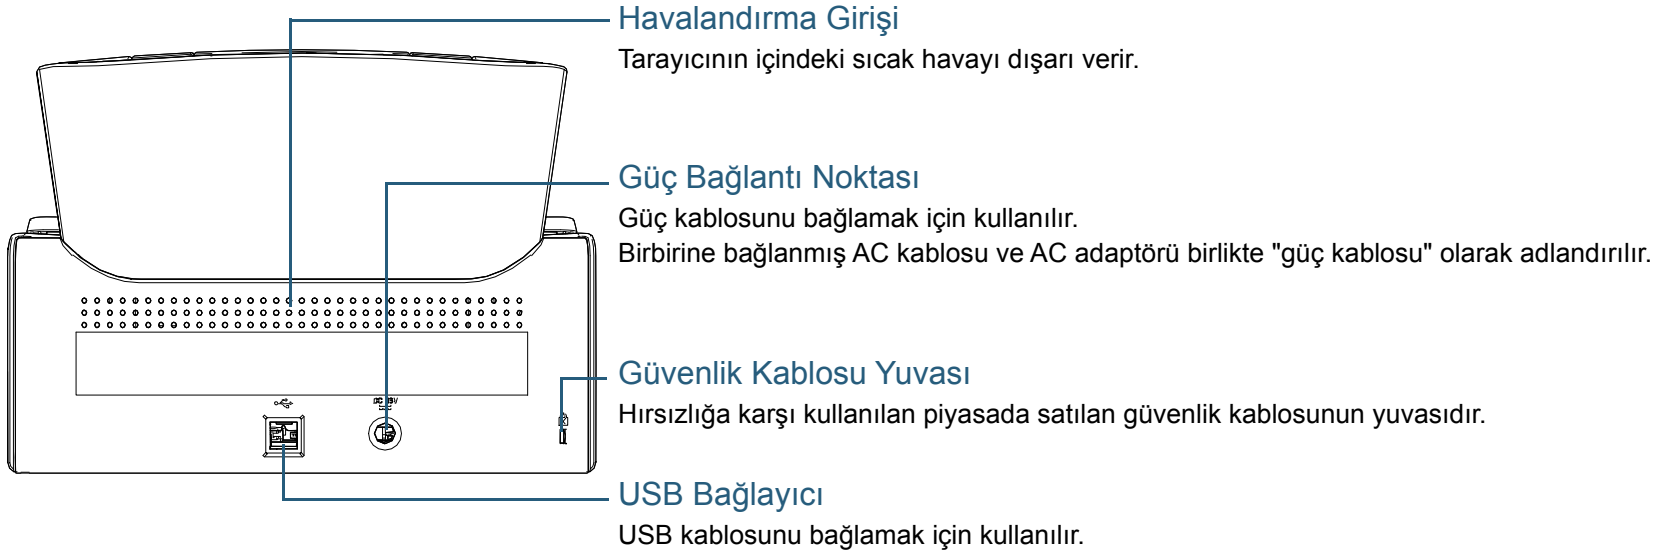 Havalandırma Girişi
Tarayıcının içindeki sıcak havayı dışarı verir.
Güç Bağlantı Noktası
Güç kablosunu bağlamak için kullanılır.
Birbirine bağlanmış AC kablosu ve AC adaptörü birlikte "güç kablosu" olarak adlandırılır.
Güvenlik Kablosu Yuvası
Hırsızlığa karşı kullanılan piyasada satılan güvenlik kablosunun yuvasıdır.
USB Bağlayıcı
USB kablosunu bağlamak için kullanılır.